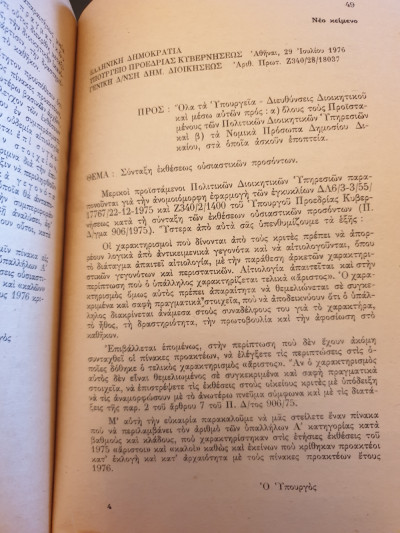 49
Νέο κείμενο
ΕΛΛΗΝΙΚΗ ΔΗΜΟΚΡΑΤΙΑ
ΥΠΟΥΡΓΕΙΟ ΠΡΟΕΔΡΙΑΣ ΚΥΒΕΡΝΗΣΕΩΣ Ἀθῆναι, 29 Ἰουλίου 1976
ΓΕΝΙΚΗ Δ/ΝΣΗ ΔΗΜ. ΔΙΟΙΚΗΣΕΩΣ Ἀριθ. Πρωτ. Ζ340/28/18037
ΠΡΟΣ : Ὅλα τὰ Ὑπουργεῖα - Διευθύνσεις Διοικητικοῦ
καὶ μέσω αὐτῶν πρός : α) ὅλους τοὺς Προϊστα-
μένους τῶν Πολιτικῶν Διοικητικῶν Ὑπηρεσιῶν
καὶ β) τὰ Νομικὰ Πρόσωπα Δημοσίου Δι-
καίου, στὰ ὁποῖα ἀσκοῦν ἐποπτεία.
ΘΕΜΑ : Σύνταξη ἐκθέσεως οὐσιαστικῶν προσόντων.
Μερικοὶ προϊστάμενοι Πολιτικῶν Διοικητικῶν Ὑπηρεσιῶν παρα-
πονοῦνται γιὰ τὴν ἀνομοιόμορφη ἐφαρμογὴ τῶν ἐγκυκλίων ΔΛ6/3-3/55/
17767/22-12-1975 καὶ Ζ340/2/1400 τοῦ Ὑπουργοῦ Προεδρίας Κυβερ-
νήσεως κατὰ τὴ σύνταξη τῶν ἐκθέσεων οὐσιαστικῶν προσόντων (Π.
Δ/γμα 906/1975). Ὕστερα ἀπὸ αὐτὰ σᾶς ὑπενθυμίζουμε τὰ ἑξῆς :
Οἱ χαρακτηρισμοὶ ποὺ δίνονται ἀπὸ τοὺς κριτὲς πρέπει νὰ ἀπορ-
ρέουν λογικὰ ἀπὸ ἀντικειμενικὰ γεγονότα καὶ νὰ αἰτιολογοῦνται, ὅπου
τὸ διάταγμα ἀπαιτεῖ αἰτιολογία, μὲ τὴν παράθεση ἀρκετῶν χαρακτηρι-
στικῶν γεγονότων καὶ περιστατικῶν. Αἰτιολογία ἀπαιτεῖται καὶ στὴν
περίπτωση ποὺ ὁ ὑπάλληλος χαρακτηρίζεται τελικὰ «ἄριστος». Ὁ χαρα-
κτηρισμὸς ὅμως αὐτὸς πρέπει ἀπαραίτητα νὰ θεμελιώνεται σὲ συγκε-
κριμένα καὶ σαφῆ πραγματικὰ στοιχεῖα, ποὺ νὰ ἀποδεικνύουν ὅτι ὁ ὑπάλ-
ληλος διακρίνεται ἀνάμεσα στοὺς συναδέλφους του γιὰ τὸ χαρακτήρα,
τὸ ἦθος, τὴ δραστηριότητα, τὴν πρωτοβουλία καὶ τὴν ἀφοσίωση στὸ
καθῆκον.
Ἐπιβάλλεται ἑπομένως, στὴν περίπτωση ποὺ δὲν ἔχουν ἀκόμη
συνταχθεῖ οἱ πίνακες προακτέων, νὰ ἐλέγξετε τὶς περιπτώσεις στὶς ὁ-
ποῖες δόθηκε ὁ τελικὸς χαρακτηρισμὸς «ἄριστος». Ἂν ὁ χαρακτηρισμὸς
αὐτὸς δὲν εἶναι θεμελιωμένος σὲ συγκεκριμένα καὶ σαφῆ πραγματικὰ
στοιχεῖα, νὰ ἐπιστρέψετε τὶς ἐκθέσεις στοὺς οἰκείους κριτὲς μὲ ὑπόδειξη
νὰ τὶς ἀναμορφώσουν μὲ τὸ ἀνωτέρω πνεῦμα σύμφωνα καὶ μὲ τὶς διατά-
ξεις τῆς παρ. 2 τοῦ ἄρθρου 7 τοῦ Π. Δ/τος 906/75.
Μ' αὐτὴ τὴν εὐκαιρία παρακαλοῦμε νὰ μᾶς στείλετε ἕναν πίνακα
ποὺ νὰ περιλαμβάνει τὸν ἀριθμὸ τῶν ὑπαλλήλων Α΄ κατηγορίας κατὰ
βαθμοὺς καὶ κλάδους, ποὺ χαρακτηρίστηκαν στὶς ἐτήσιες ἐκθέσεις τοῦ
1975 «ἄριστοι» καὶ «καλοὶ» καθὼς καὶ ἐκείνων ποὺ κρίθηκαν προακτέοι
κατ' ἐκλογὴ καὶ κατ' ἀρχαιότητα μὲ τοὺς πίνακες προακτέων ἔτους
1976.
Ὁ Ὑπουργὸς
4